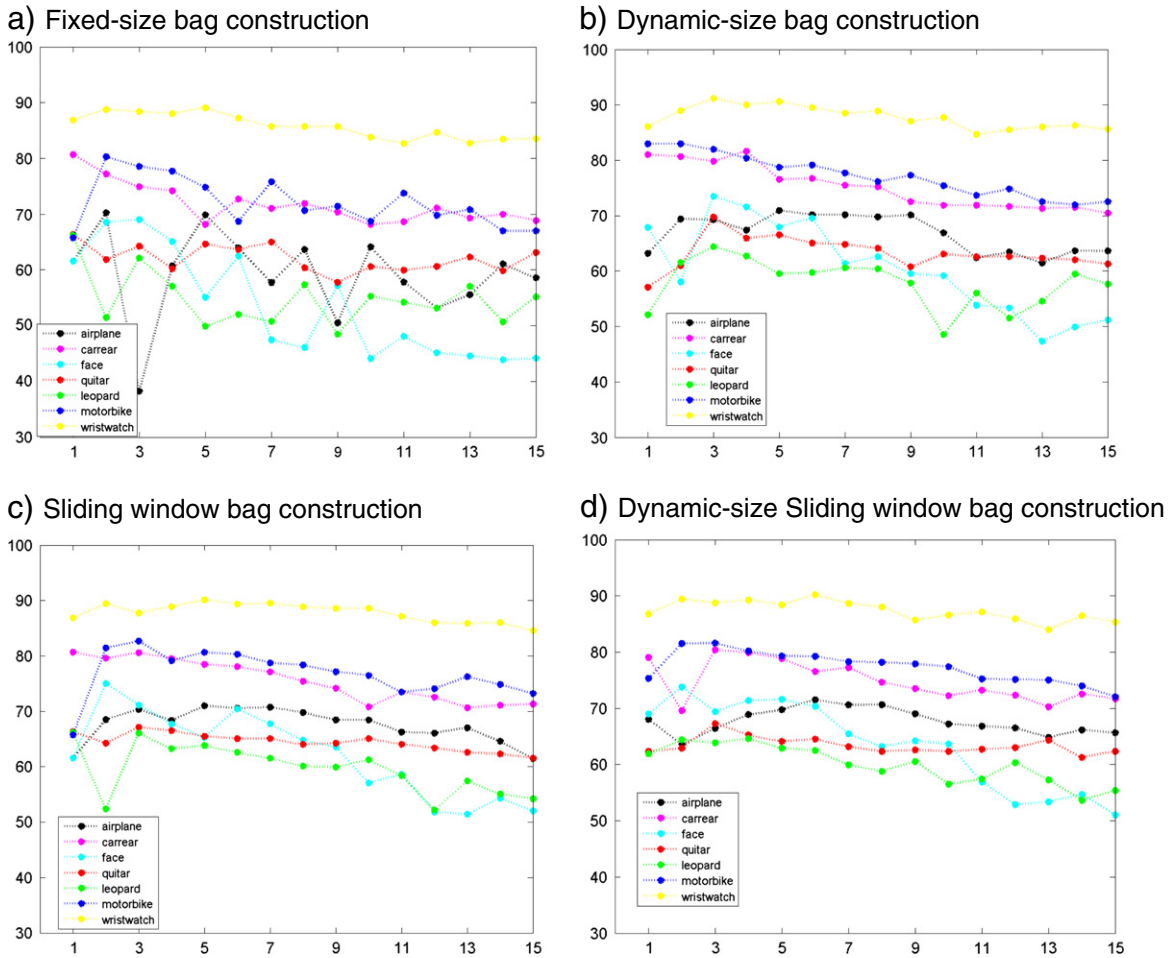 a) Fixed-size bag construction
100
90
80
70
60
50
40
30
1 3 5 7 9 11 13 15
airplane
carrear
face
quitar
leopard
motorbike
wristwatch
b) Dynamic-size bag construction
100
90
80
70
60
50
40
30
1 3 5 7 9 11 13 15
airplane
carrear
face
quitar
leopard
motorbike
wristwatch
c) Sliding window bag construction
100
90
80
70
60
50
40
30
1 3 5 7 9 11 13 15
airplane
carrear
face
quitar
leopard
motorbike
wristwatch
d) Dynamic-size Sliding window bag construction
100
90
80
70
60
50
40
30
1 3 5 7 9 11 13 15
airplane
carrear
face
quitar
leopard
motorbike
wristwatch